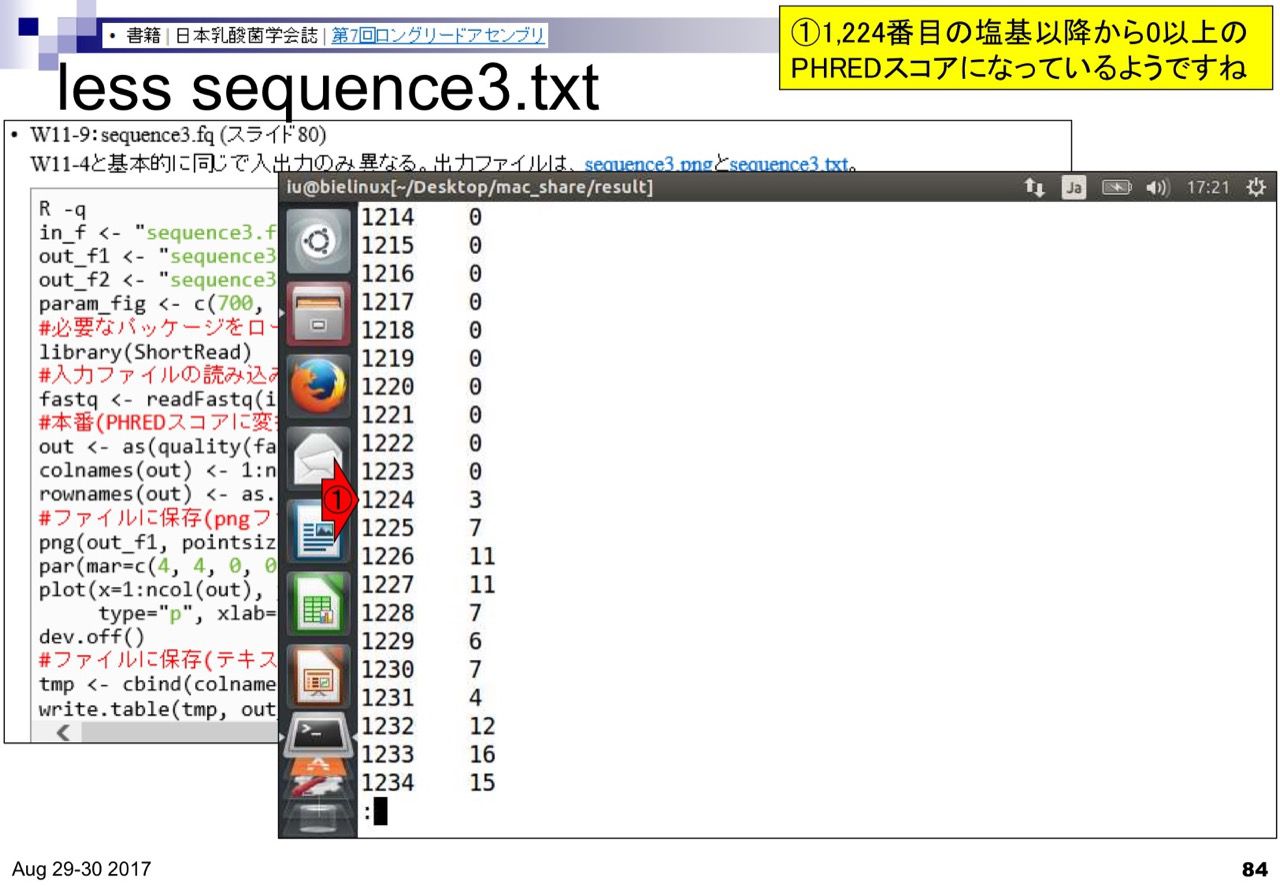 • 書籍 | 日本乳酸菌学会誌 | 第7回ロングリードアセンブリ
①1,224番目の塩基以降から0以上の
PHREDスコアになっているようですね
less sequence3.txt
• W11-9：sequence3.fq (スライド80)
W11-4と基本的に同じで入出力のみ異なる。出力ファイルは、sequence3.pngとsequence3.txt。
R -q
in_f <- "sequence3.f
out_f1 <- "sequence3
out_f2 <- "sequence3
param_fig <- c(700,
#必要なパッケージをロー
library(ShortRead)
#入力ファイルの読み込み
fastq <- readFastq(i
#本番(PHREDスコアに変
out <- as(quality(fa
colnames(out) <- 1:n
rownames(out) <- as.
#ファイルに保存(pngフ
png(out_f1, pointsiz
par(mar=c(4, 4, 0, 0
plot(x=1:ncol(out),
type="p", xlab=
dev.off()
#ファイルに保存(テキス
tmp <- cbind(colname
write.table(tmp, out
iu@bielinux[~/Desktop/mac_share/result]
Ja
17:21
1214 0
1215 0
1216 0
1217 0
1218 0
1219 0
1220 0
1221 0
1222 0
1223 0
①
1224 3
1225 7
1226 11
1227 11
1228 7
1229 6
1230 7
1231 4
1232 12
1233 16
1234 15
:
Aug 29-30 2017
84